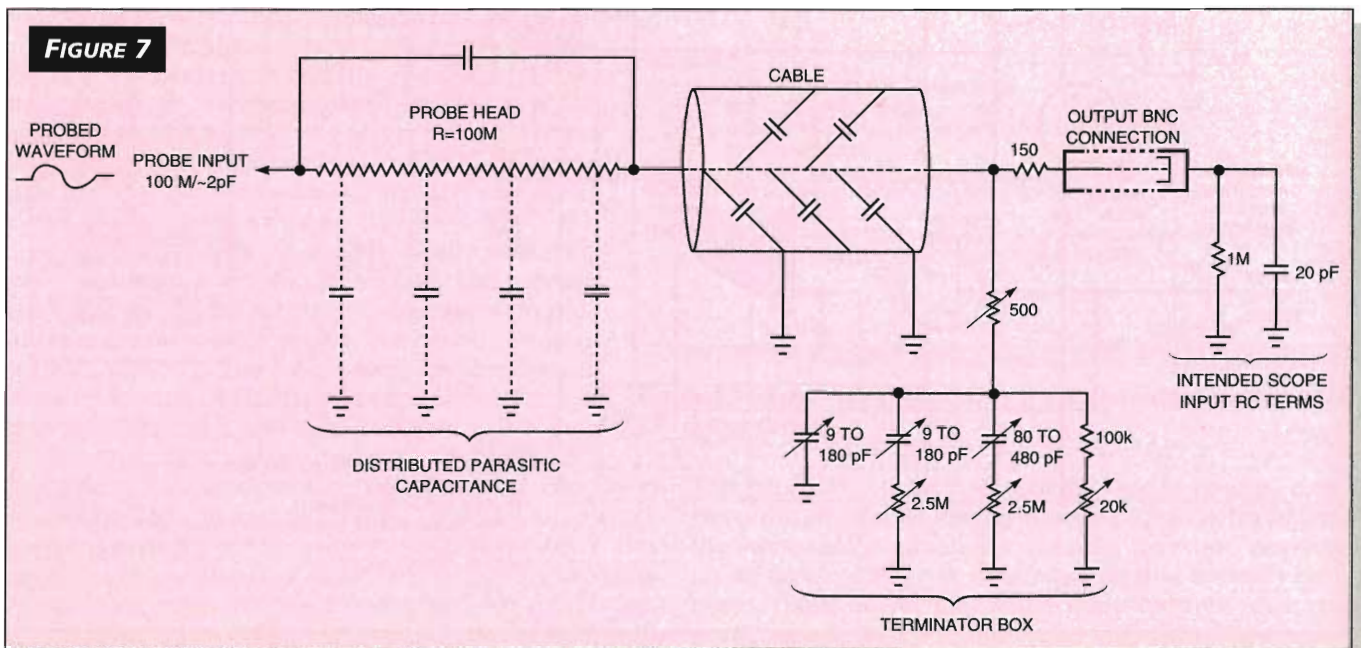 FIGURE 7
PROBED
WAVEFORM
PROBE INPUT
100 M/~2pF
PROBE HEAD
R=100M
DISTRIBUTED PARASITIC
CAPACITANCE
CABLE
150
OUTPUT BNC
CONNECTION
1M
20 pF
INTENDED SCOPE
INPUT RC TERMS
500
9 TO
180 pF
9 TO
180 pF
2.5M
80 TO
480 pF
2.5M
100k
20k
TERMINATOR BOX